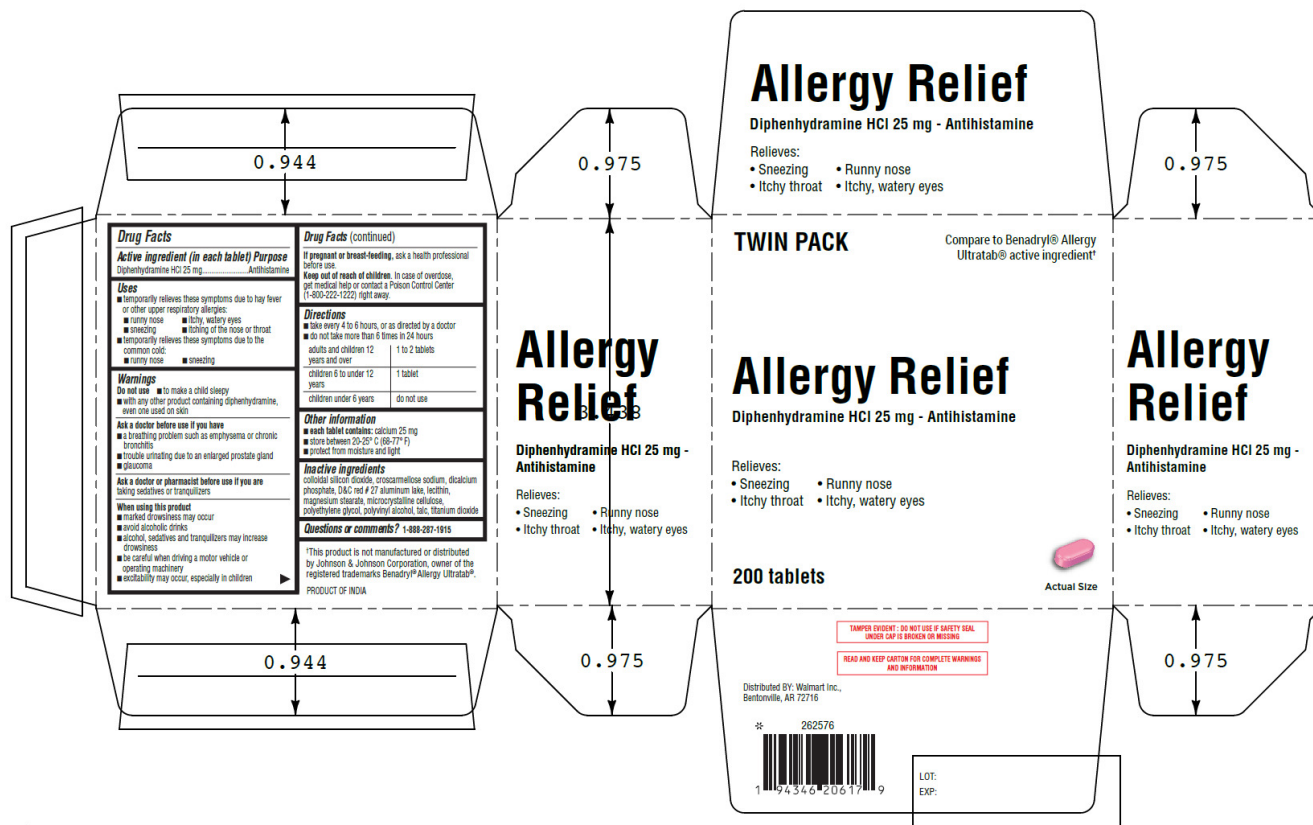 Allergy Relief
Diphenhydramine HCl 25 mg - Antihistamine
Relieves:
• Sneezing • Runny nose
• Itchy throat • Itchy, watery eyes
0.944
0.975
0.975
Drug Facts
Active ingredient (in each tablet) Purpose
Diphenhydramine HCl 25 mg.......................Antihistamine
Uses
■ temporarily relieves these symptoms due to hay fever
or other upper respiratory allergies:
■ runny nose ■ itchy, watery eyes
■ sneezing ■ itching of the nose or throat
■ temporarily relieves these symptoms due to the
common cold:
■ runny nose ■ sneezing
Warnings
Do not use ■ to make a child sleepy
■ with any other product containing diphenhydramine,
even one used on skin
Ask a doctor before use if you have
■ a breathing problem such as emphysema or chronic
bronchitis
■ trouble urinating due to an enlarged prostate gland
■ glaucoma
Ask a doctor or pharmacist before use if you are
taking sedatives or tranquilizers
When using this product
■ marked drowsiness may occur
■ avoid alcoholic drinks
■ alcohol, sedatives and tranquilizers may increase
drowsiness
■ be careful when driving a motor vehicle or
operating machinery
■ excitability may occur, especially in children
Drug Facts (continued)
If pregnant or breast-feeding, ask a health professional
before use.
Keep out of reach of children. In case of overdose,
get medical help or contact a Poison Control Center
(1-800-222-1222) right away.
Directions
■ take every 4 to 6 hours, or as directed by a doctor
■ do not take more than 6 times in 24 hours
adults and children 12 1 to 2 tablets
years and over
children 6 to under 12 1 tablet
years
children under 6 years do not use
Other information
■ each tablet contains: calcium 25 mg
■ store between 20-25° C (68-77° F)
■ protect from moisture and light
Inactive ingredients
colloidal silicon dioxide, croscarmellose sodium, dicalcium
phosphate, D&C red # 27 aluminum lake, lecithin,
magnesium stearate, microcrystalline cellulose,
polyethylene glycol, polyvinyl alcohol, talc, titanium dioxide
Questions or comments? 1-888-287-1915
†This product is not manufactured or distributed
by Johnson & Johnson Corporation, owner of the
registered trademarks Benadryl® Allergy Ultratab®.
PRODUCT OF INDIA
Allergy
Relief
3.438
Diphenhydramine HCl 25 mg -
Antihistamine
Relieves:
• Sneezing • Runny nose
• Itchy throat • Itchy, watery eyes
TWIN PACK
Compare to Benadryl® Allergy
Ultratab® active ingredient†
Allergy Relief
Diphenhydramine HCl 25 mg - Antihistamine
Relieves:
• Sneezing • Runny nose
• Itchy throat • Itchy, watery eyes
200 tablets
Actual Size
Allergy
Relief
Diphenhydramine HCl 25 mg -
Antihistamine
Relieves:
• Sneezing • Runny nose
• Itchy throat • Itchy, watery eyes
0.944
0.975
0.975
TAMPER EVIDENT : DO NOT USE IF SAFETY SEAL
UNDER CAP IS BROKEN OR MISSING
READ AND KEEP CARTON FOR COMPLETE WARNINGS
AND INFORMATION
Distributed BY: Walmart Inc.,
Bentonville, AR 72716
* 262576
1 94346 20617 9
LOT:
EXP: